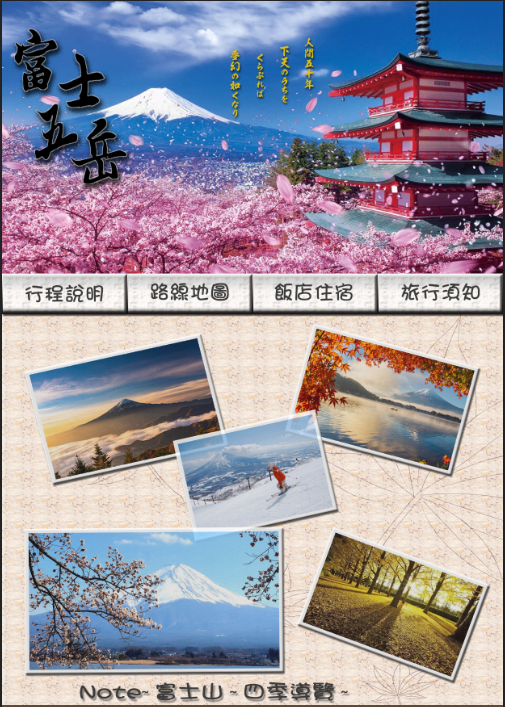 富士
五岳
人間五十年
下天のうちを
くらぶれば
夢幻の如くなり
行程說明
路線地圖
飯店住宿
旅行須知
Note~ 富士山 ~ 四季導覽 ~